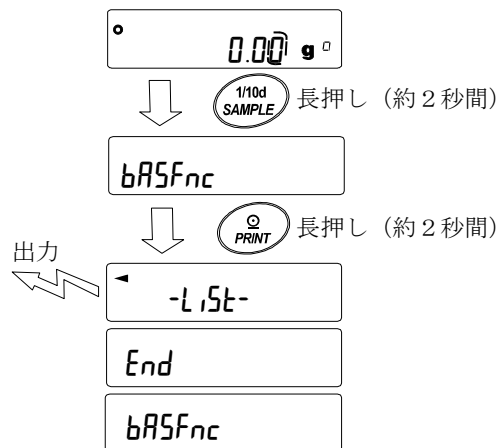 0.00 g
1/10d
SAMPLE 長押し（約２秒間）
bASFnc
PRINT 長押し（約２秒間）
出力
-LiSt-
End
bASFnc